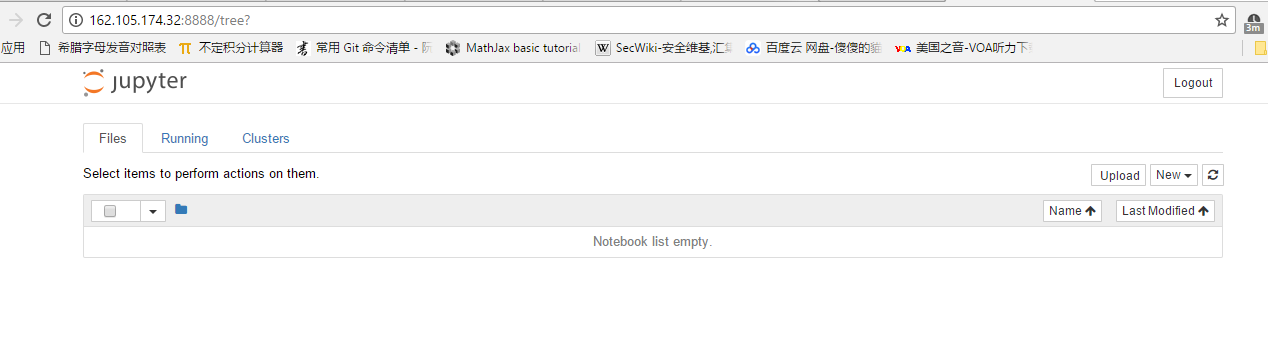 162.105.174.32:8888/tree?
3m
应用 希腊字母发音对照表 不定积分计算器 常用 Git 命令清单 - 阮 MathJax basic tutorial SecWiki-安全维基,汇集 百度云 网盘-傻傻的猫 VOA 美国之音-VOA听力下载
jupyter Logout
Files Running Clusters
Select items to perform actions on them. Upload New
Name Last Modified
Notebook list empty.